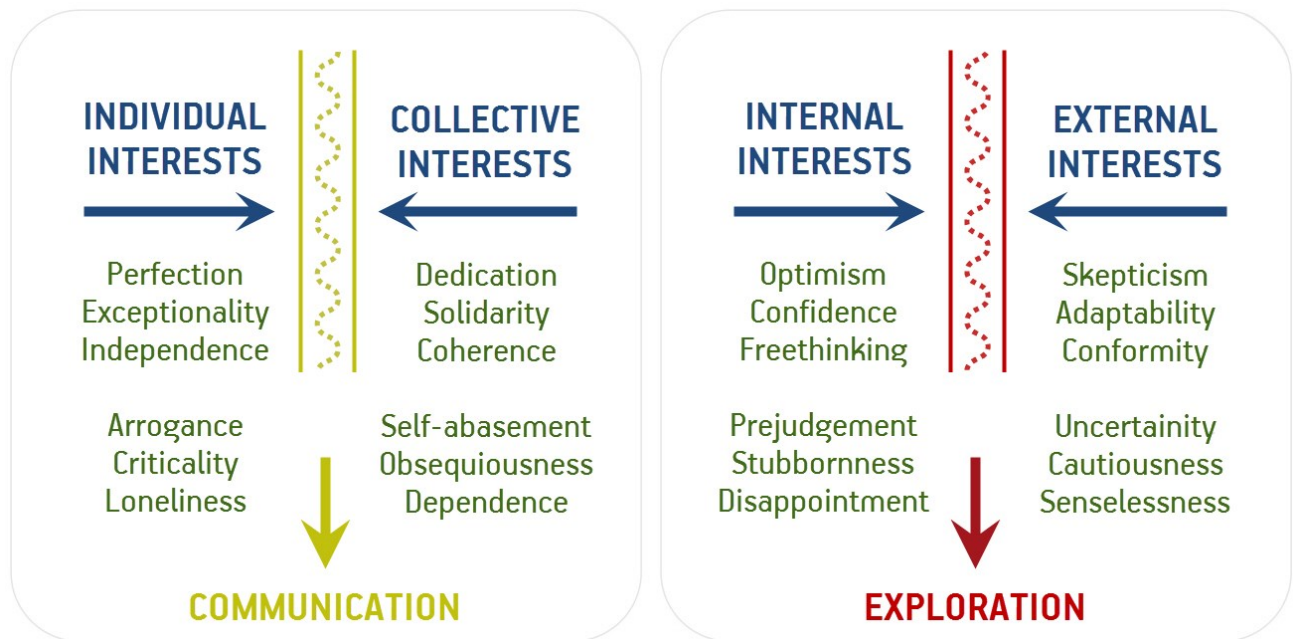 INDIVIDUAL
INTERESTS
COLLECTIVE
INTERESTS
Perfection
Exceptionality
Independence
Dedication
Solidarity
Coherence
Arrogance
Criticality
Loneliness
Self-abasement
Obsequiousness
Dependence
COMMUNICATION
INTERNAL
INTERESTS
EXTERNAL
INTERESTS
Optimism
Confidence
Freethinking
Skepticism
Adaptability
Conformity
Prejudgement
Stubbornness
Disappointment
Uncertainity
Cautiousness
Senselessness
EXPLORATION